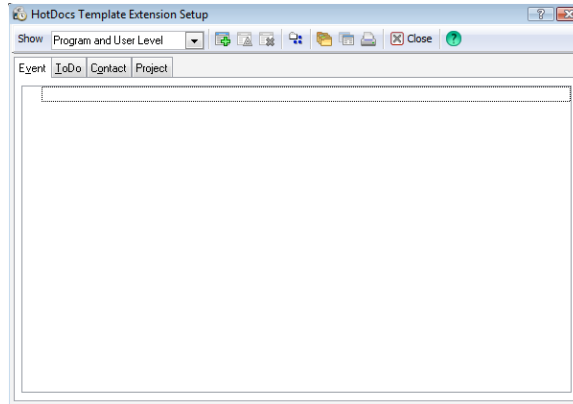 HotDocs Template Extension Setup
Show Program and User Level Close
Event ToDo Contact Project